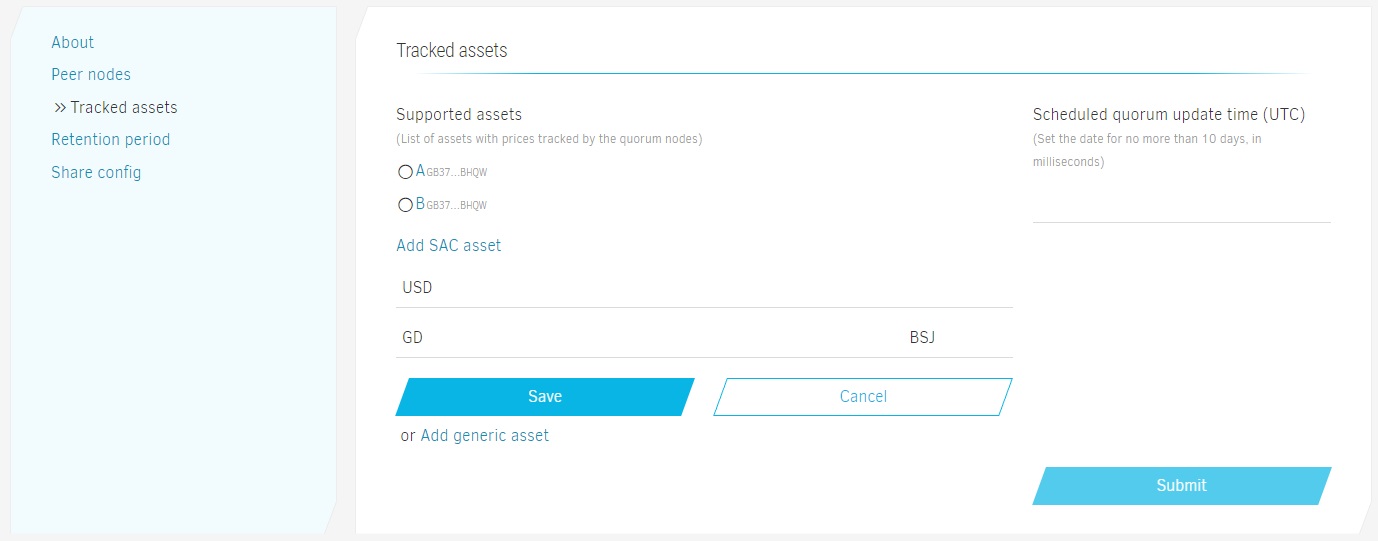 About
Peer nodes
» Tracked assets
Retention period
Share config
Tracked assets
Supported assets
(List of assets with prices tracked by the quorum nodes)
A GB37...BHQW
B GB37...BHQW
Add SAC asset
USD
GD BSJ
Save Cancel
or Add generic asset
Scheduled quorum update time (UTC)
(Set the date for no more than 10 days, in
milliseconds)
Submit